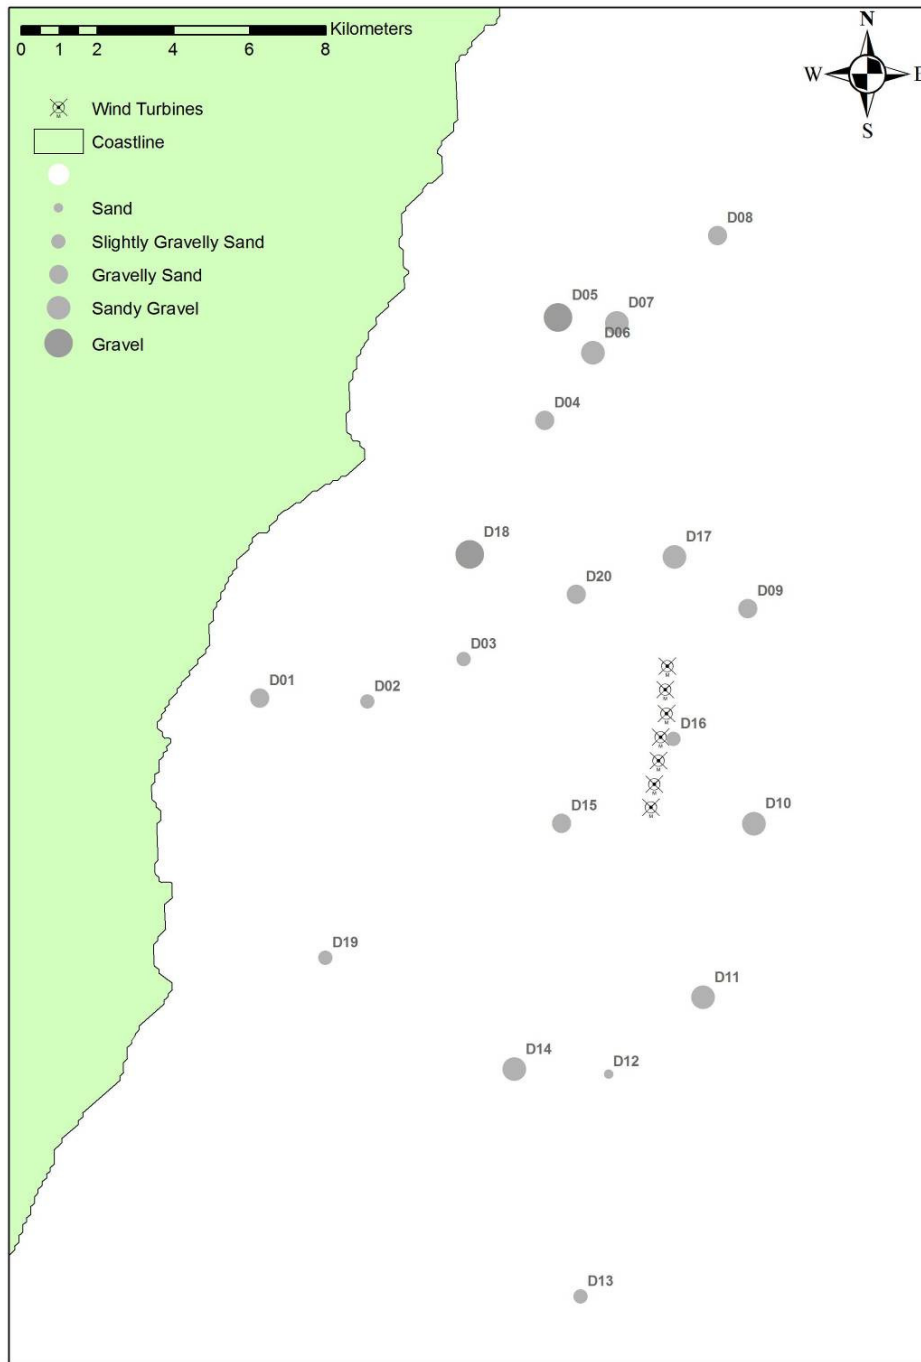 Kilometers
0 1 2 4 6 8
N
W E
S
Wind Turbines
Coastline
Sand
Slightly Gravelly Sand
Gravelly Sand
Sandy Gravel
Gravel
D08
D05
D07
D06
D04
D18
D17
D20
D09
D03
D01
D02
D16
D15
D10
D19
D11
D14
D12
D13